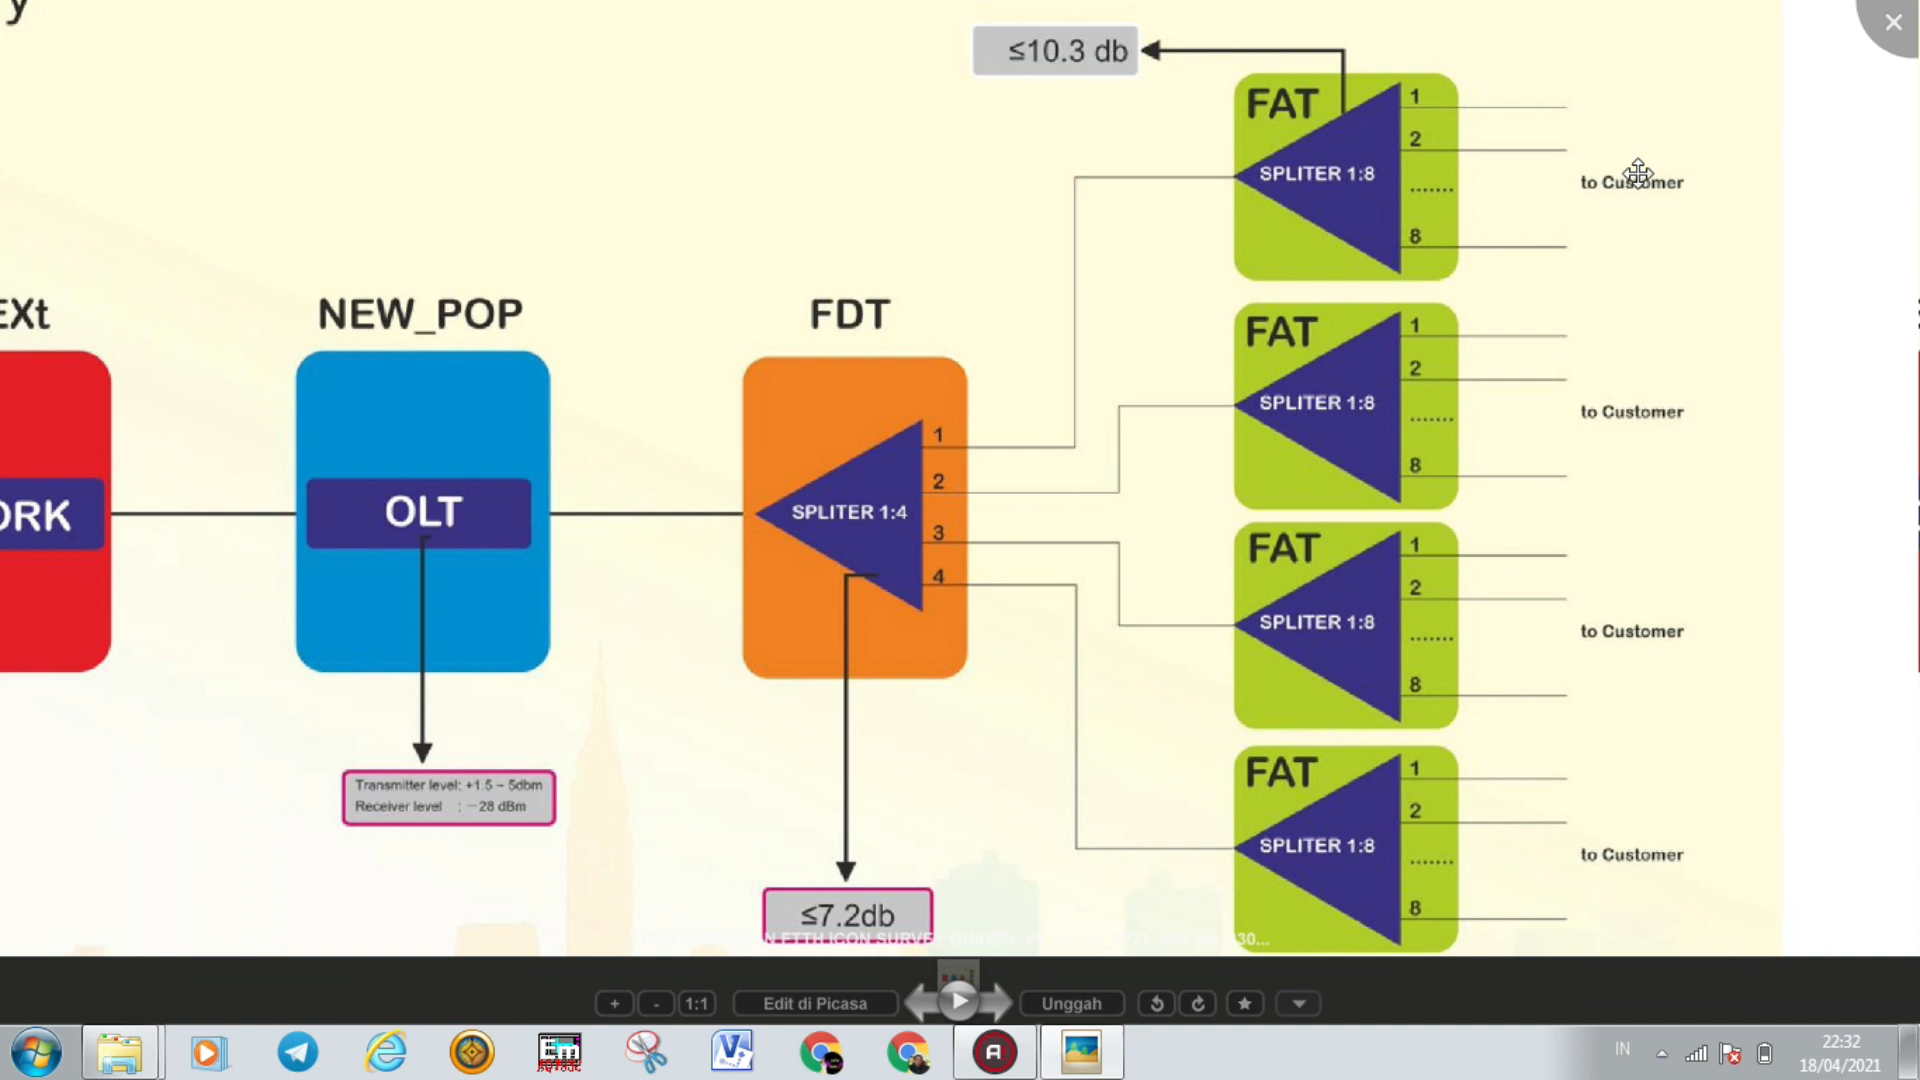 y
≤10.3 db
FAT
SPLITER 1:8
1
2
.......
8
to Customer
EXt
NEW_POP
FDT
FAT
SPLITER 1:8
1
2
.......
8
to Customer
ORK
OLT
SPLITER 1:4
1
2
3
4
FAT
SPLITER 1:8
1
2
.......
8
to Customer
Transmitter level: +1.5 ~ 5dbm
Receiver level : −28 dBm
FAT
SPLITER 1:8
1
2
.......
8
to Customer
≤7.2db
FTTH ICON SURVEY
+
-
1:1
Edit di Picasa
Unggah
IN
22:32
18/04/2021